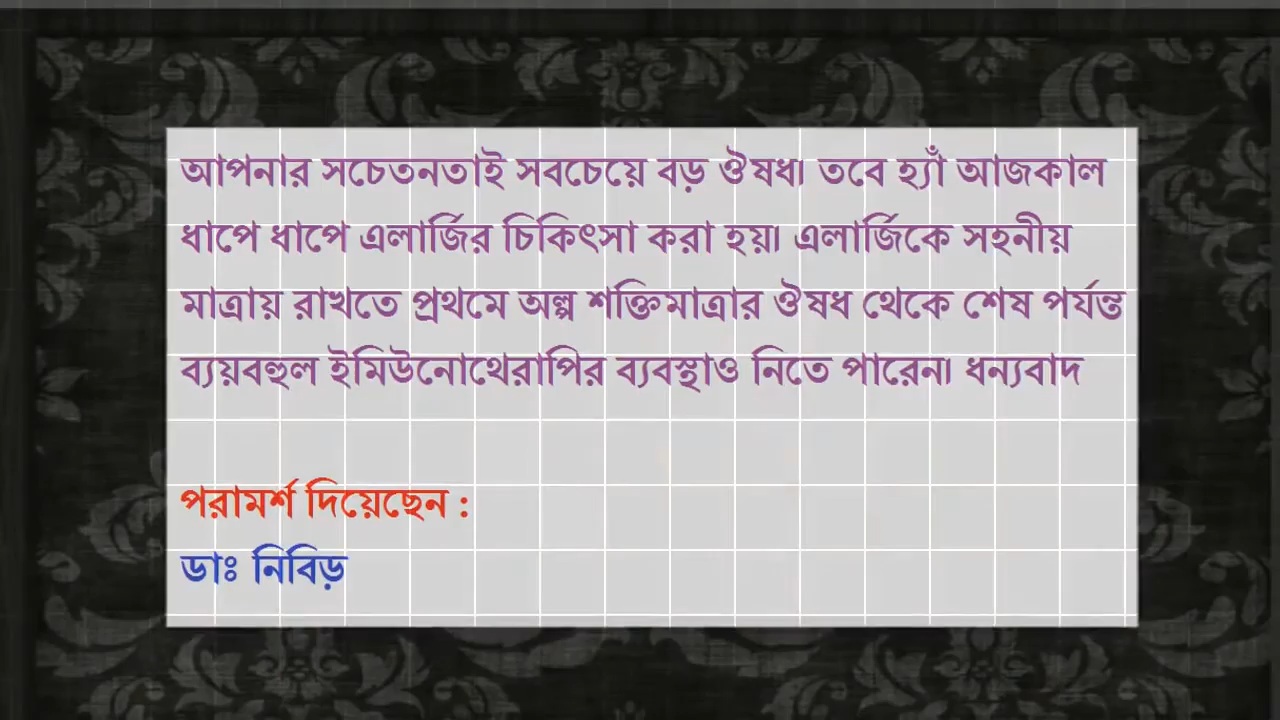 আপনার সচেতনতাই সবচেয়ে বড় ঔষধ। তবে হ্যাঁ আজকাল
ধাপে ধাপে এলার্জির চিকিৎসা করা হয়। এলার্জিকে সহনীয়
মাত্রায় রাখতে প্রথমে অল্প শক্তিমাত্রার ঔষধ থেকে শেষ পর্যন্ত
ব্যয়বহুল ইমিউনোথেরাপির ব্যবস্থাও নিতে পারেন। ধন্যবাদ
পরামর্শ দিয়েছেন :
ডাঃ নিবিড়